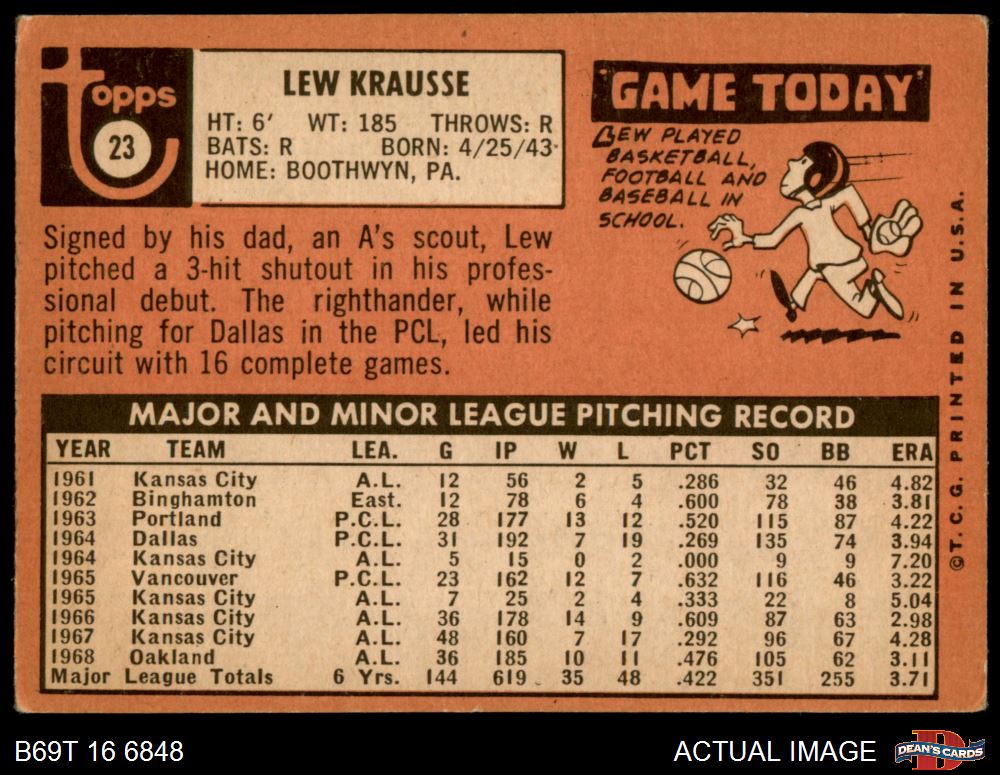 Topps
23
LEW KRAUSSE
HT: 6' WT: 185 THROWS: R
BATS: R BORN: 4/25/43
HOME: BOOTHWYN, PA.
"GAME TODAY"
LEW PLAYED
BASKETBALL,
FOOTBALL AND
BASEBALL IN
SCHOOL.
Signed by his dad, an A's scout, Lew
pitched a 3-hit shutout in his profes-
sional debut. The righthander, while
pitching for Dallas in the PCL, led his
circuit with 16 complete games.
MAJOR AND MINOR LEAGUE PITCHING RECORD
YEAR TEAM LEA. G IP W L PCT SO BB ERA
1961 Kansas City A.L. 12 56 2 5 .286 32 46 4.82
1962 Binghamton East. 12 78 6 4 .600 78 38 3.81
1963 Portland P.C.L. 28 177 13 12 .520 115 87 4.22
1964 Dallas P.C.L. 31 192 7 19 .269 135 74 3.94
1964 Kansas City A.L. 5 15 0 2 .000 9 9 7.20
1965 Vancouver P.C.L. 23 162 12 7 .632 116 46 3.22
1965 Kansas City A.L. 7 25 2 4 .333 22 8 5.04
1966 Kansas City A.L. 36 178 14 9 .609 87 63 2.98
1967 Kansas City A.L. 48 160 7 17 .292 96 67 4.28
1968 Oakland A.L. 36 185 10 11 .476 105 62 3.11
Major League Totals 6 Yrs. 144 619 35 48 .422 351 255 3.71
©T.C.G. PRINTED IN U.S.A.
B69T 16 6848
ACTUAL IMAGE
DEAN'S CARDS